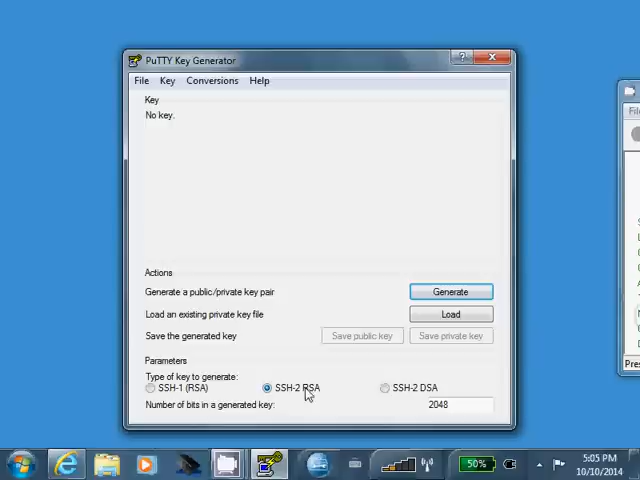 PuTTY Key Generator
File Key Conversions Help
Key
No key.
Actions
Generate a public/private key pair
Generate
Load an existing private key file
Load
Save the generated key
Save public key
Save private key
Parameters
Type of key to generate:
SSH-1 (RSA)
SSH-2 RSA
SSH-2 DSA
Number of bits in a generated key:
2048
50%
5:05 PM
10/10/2014